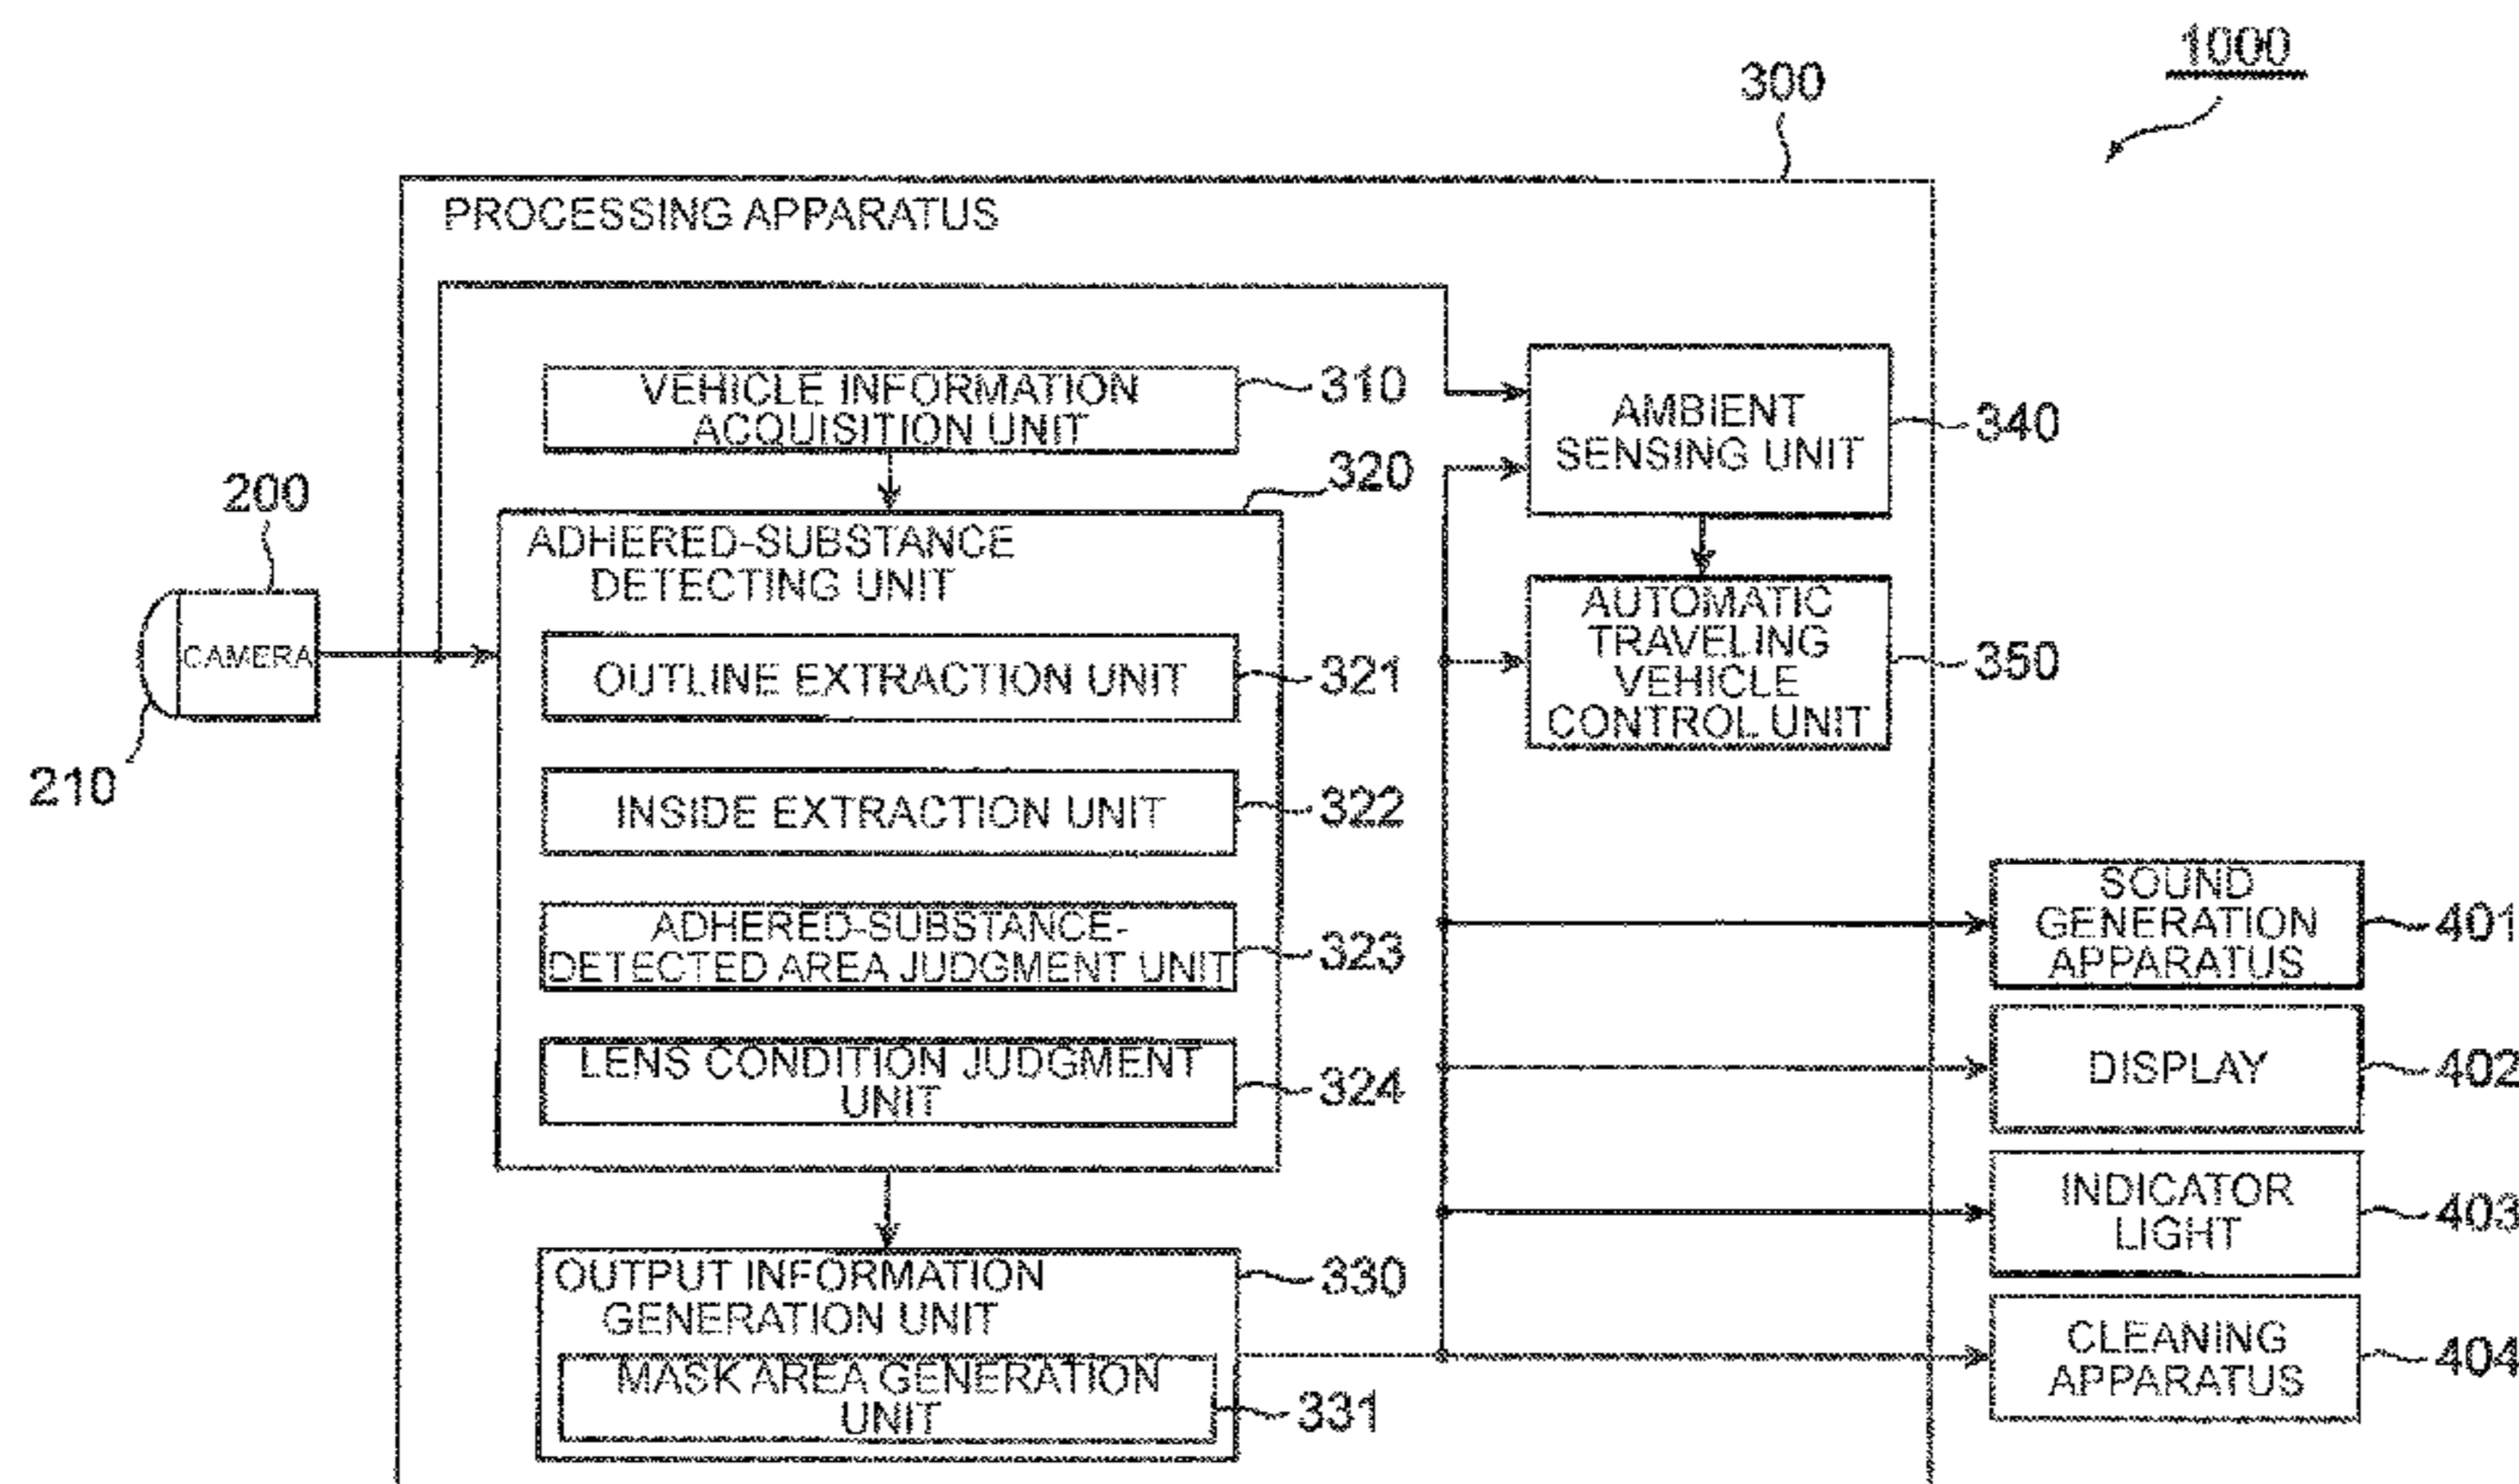 1000
300
PROCESSING APPARATUS
VEHICLE INFORMATION
ACQUISITION UNIT
310
AMBIENT
SENSING UNIT
340
320
200
ADHERED-SUBSTANCE
DETECTING UNIT
AUTOMATIC
TRAVELING
VEHICLE
CONTROL UNIT
350
CAMERA
210
OUTLINE EXTRACTION UNIT
321
INSIDE EXTRACTION UNIT
322
ADHERED-SUBSTANCE-
DETECTED AREA JUDGMENT UNIT
323
SOUND
GENERATION
APPARATUS
401
LENS CONDITION JUDGMENT
UNIT
324
DISPLAY
402
INDICATOR
LIGHT
403
OUTPUT INFORMATION
GENERATION UNIT
330
MASK AREA GENERATION
UNIT
331
CLEANING
APPARATUS
404